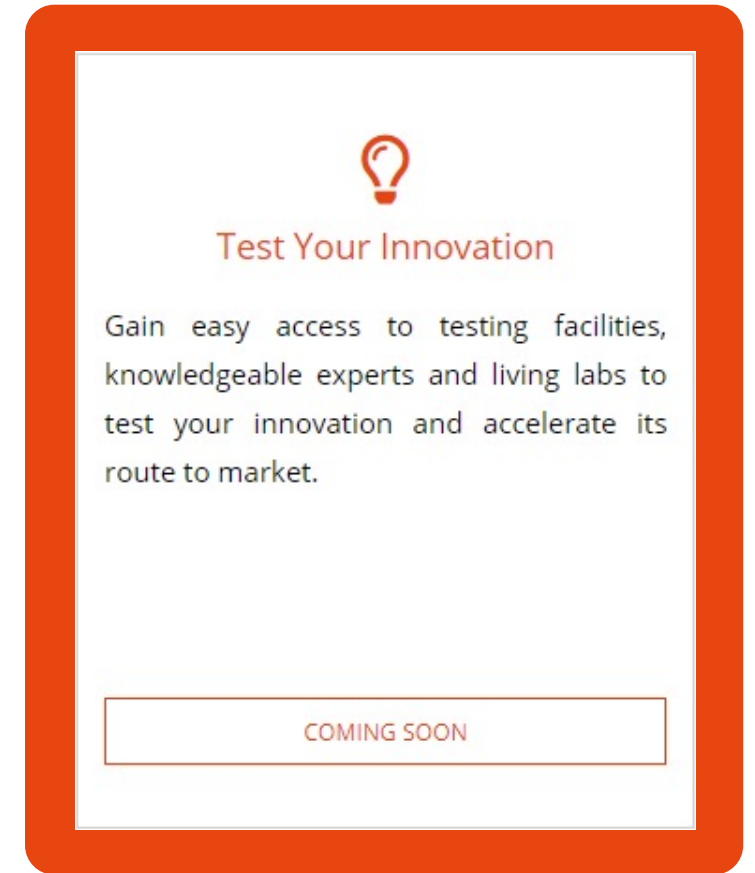 Test Your Innovation
Gain easy access to testing facilities,
knowledgeable experts and living labs to
test your innovation and accelerate its
route to market.
COMING SOON